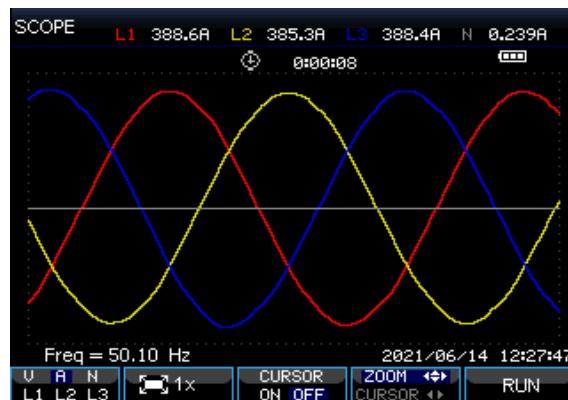 SCOPE L1 388.6A L2 385.3A L3 388.4A N 0.239A
0:00:08
Freq = 50.10 Hz 2021/06/14 12:27:47
V A N CURSOR ZOOM
L1 L2 L3 1x ON OFF CURSOR RUN